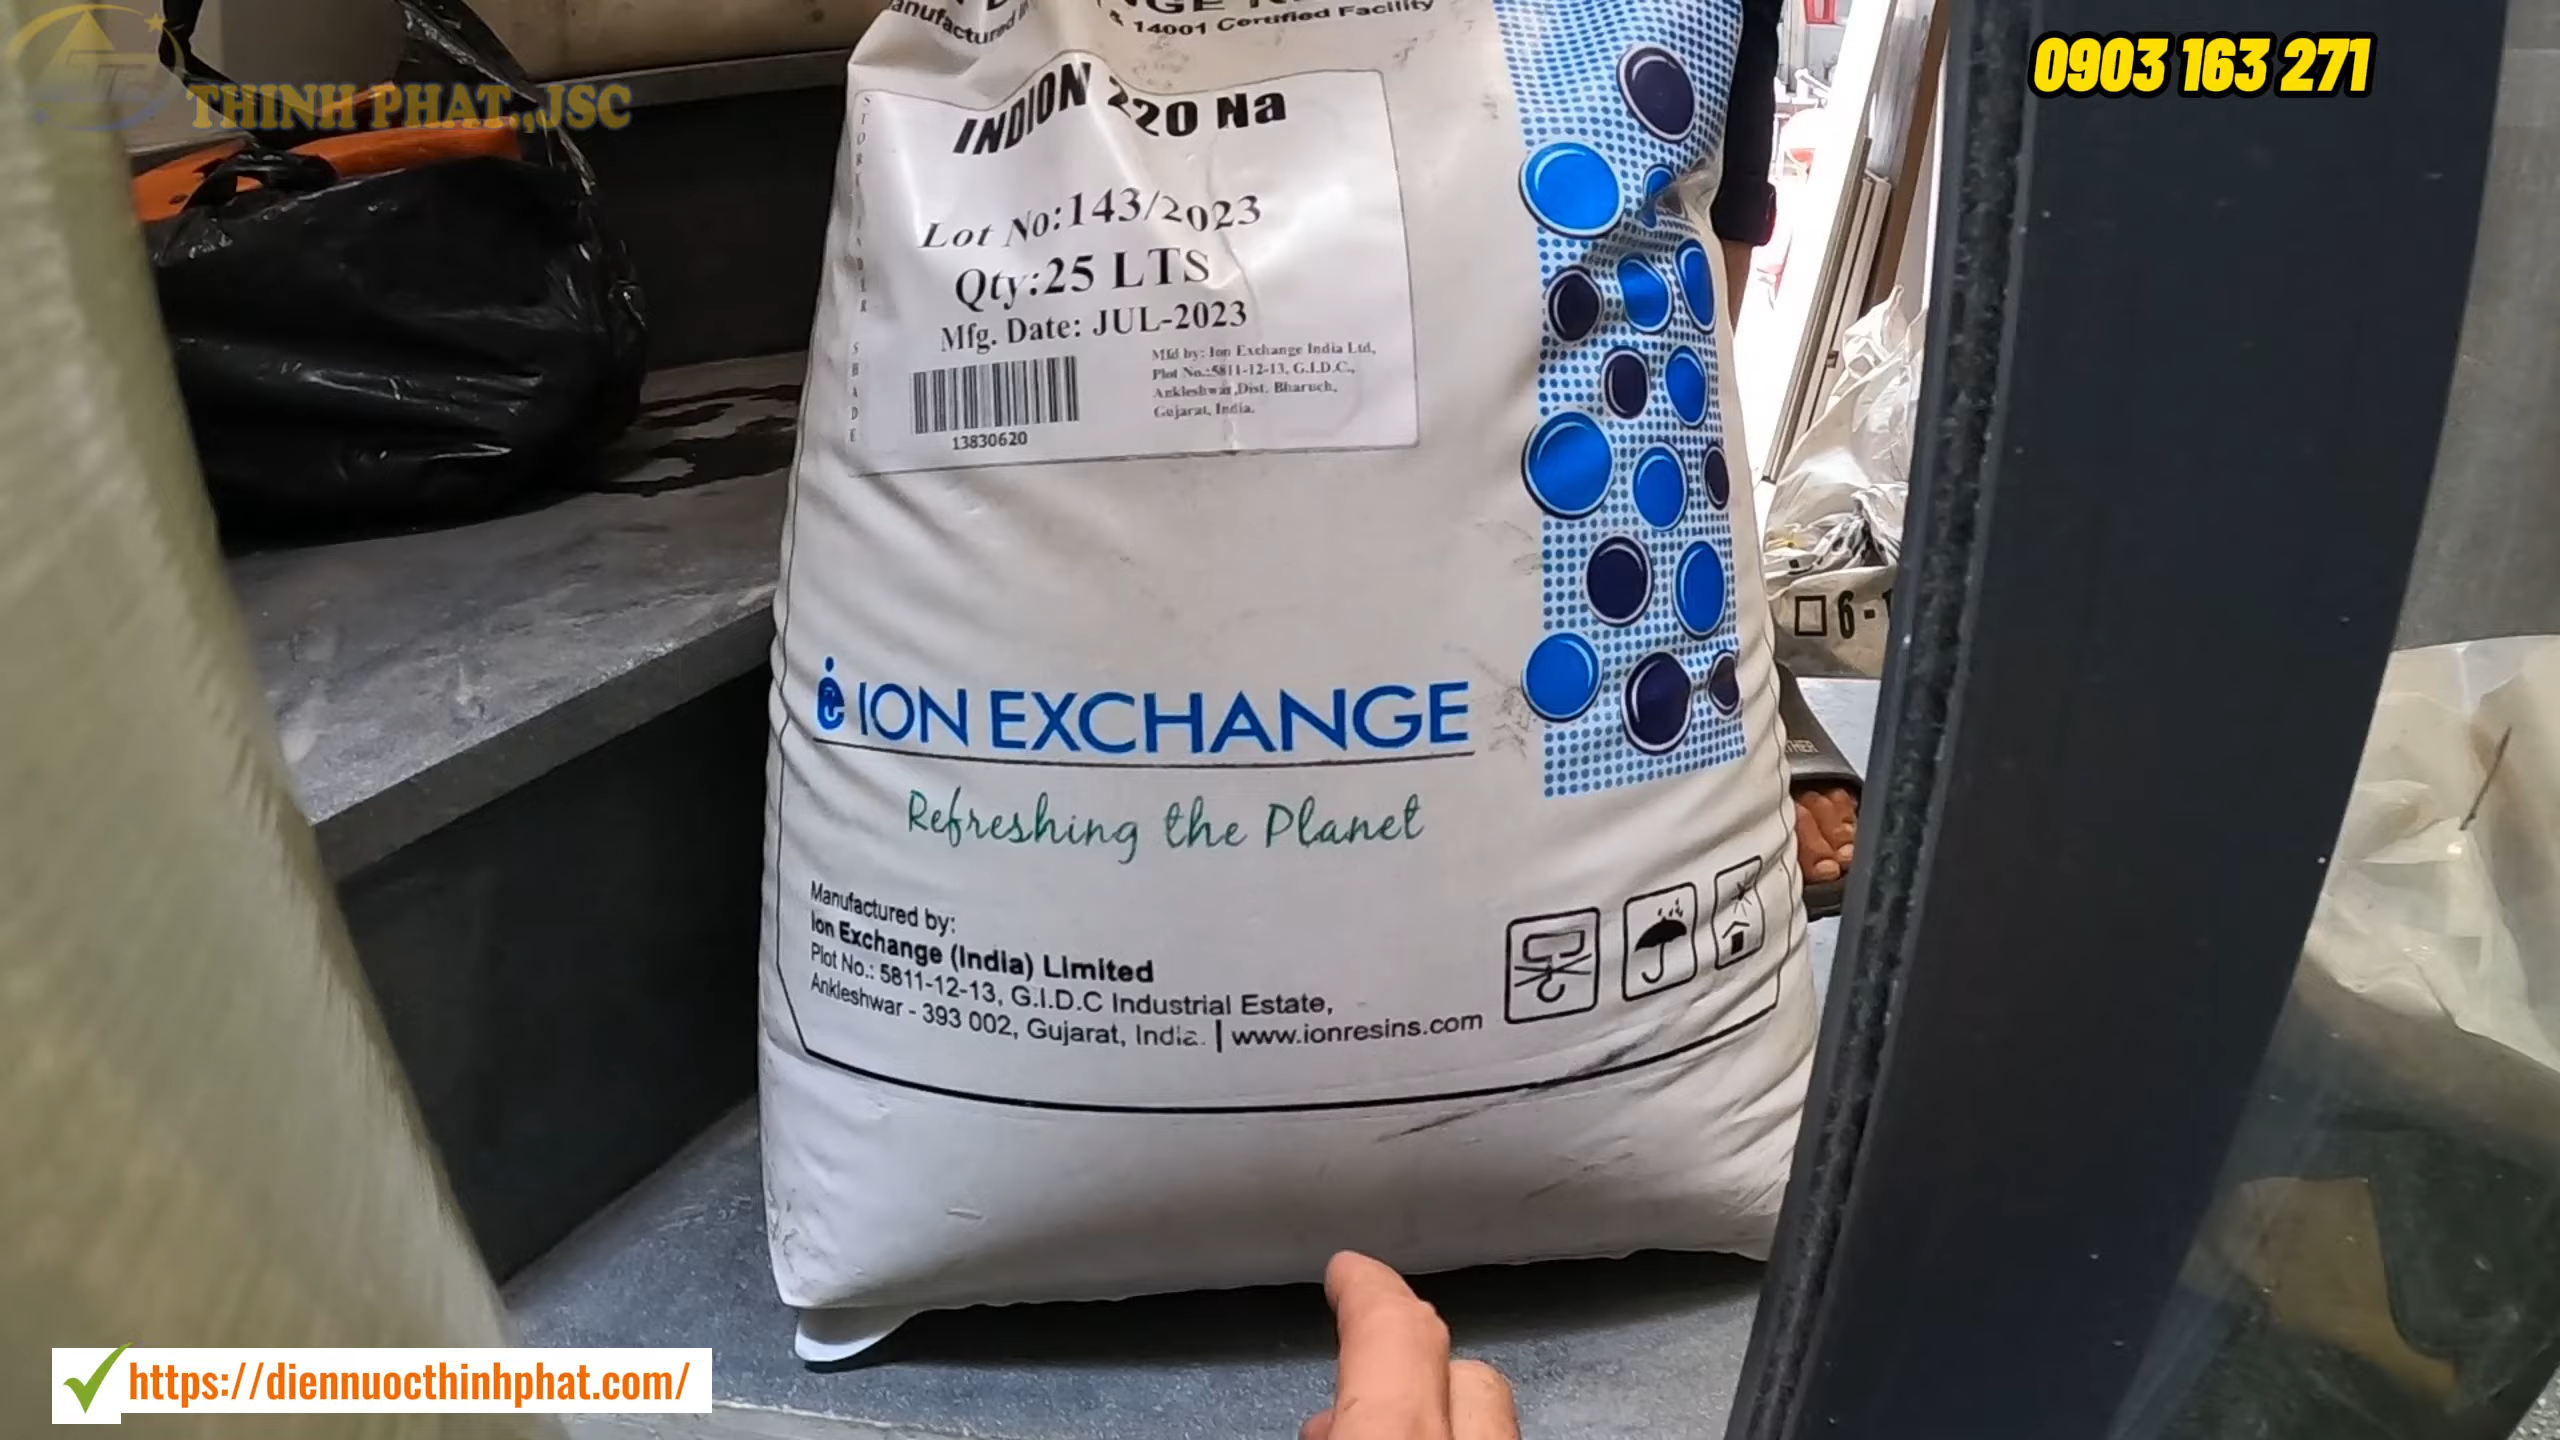 THINH PHAT.,JSC
0903 163 271
& 14001 Certified Facility
INDION 220 Na
Lot No:143/2023
Qty:25 LTS
Mfg. Date: JUL-2023
Mfd by: Ion Exchange India Ltd,
Plot No.:5811-12-13, G.I.D.C.,
Ankleshwar,Dist. Bharuch,
Gujarat, India.
13830620
STORE UNDER SHADE
ION EXCHANGE
Refreshing the Planet
Manufactured by:
Ion Exchange (India) Limited
Plot No.: 5811-12-13, G.I.D.C Industrial Estate,
Ankleshwar - 393 002, Gujarat, India. | www.ionresins.com
https://diennuocthinhphat.com/